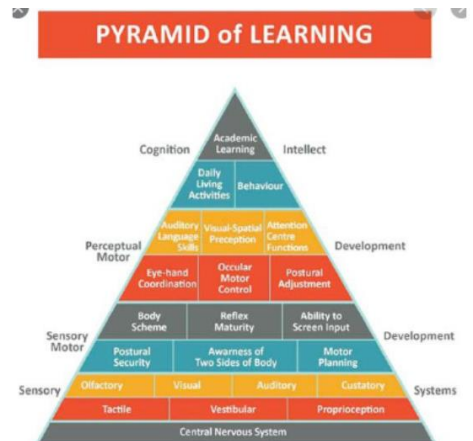 PYRAMID of LEARNING
Academic
Learning
Cognition
Intellect
Daily
Living
Activities
Behaviour
Auditory
Language
Skills
Visual-Spatial
Preception
Attention
Centre
Functions
Perceptual
Motor
Development
Eye-hand
Coordination
Occular
Motor
Control
Postural
Adjustment
Body
Scheme
Reflex
Maturity
Ability to
Screen Input
Sensory
Motor
Development
Postural
Security
Awarness of
Two Sides of Body
Motor
Planning
Sensory
Olfactory
Visual
Auditory
Custatory
Systems
Tactile
Vestibular
Proprioception
Central Nervous System